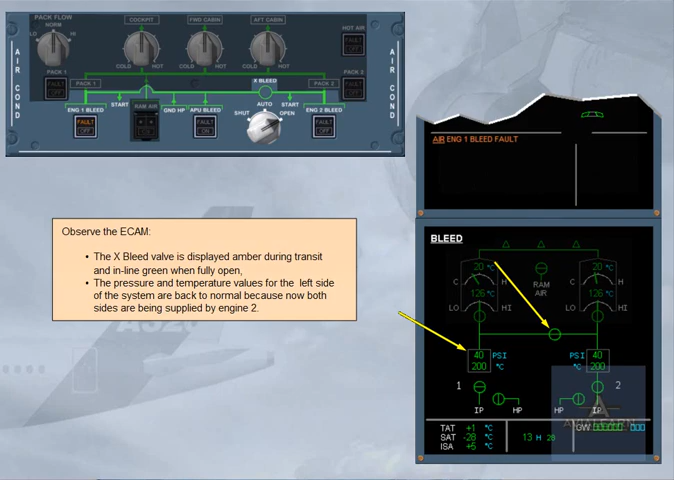 PACK FLOW
NORM
LO HI
COCKPIT FWD CABIN AFT CABIN
HOT AIR
FAULT
OFF
COLD HOT COLD HOT COLD HOT
AIR COND
AIR COND
PACK 1
PACK 2
FAULT
OFF
PACK 1
X BLEED
PACK 2
FAULT
OFF
ENG 1 BLEED
START
RAM AIR
GND HP
APU BLEED
AUTO
SHUT
OPEN
START
ENG 2 BLEED
FAULT
OFF
FAULT
ON
FAULT
OFF
AIR ENG 1 BLEED FAULT
Observe the ECAM:
• The X Bleed valve is displayed amber during transit
and in-line green when fully open,
• The pressure and temperature values for the left side
of the system are back to normal because now both
sides are being supplied by engine 2.
A320
BLEED
20 °C
C H
126 °C
LO HI
RAM
AIR
20 °C
C H
126 °C
LO HI
40 PSI
200 °C
PSI 40
°C 200
1
2
IP HP
HP IP
TAT +1 °C
SAT -28 °C
ISA +5 °C
13 H 28
GW